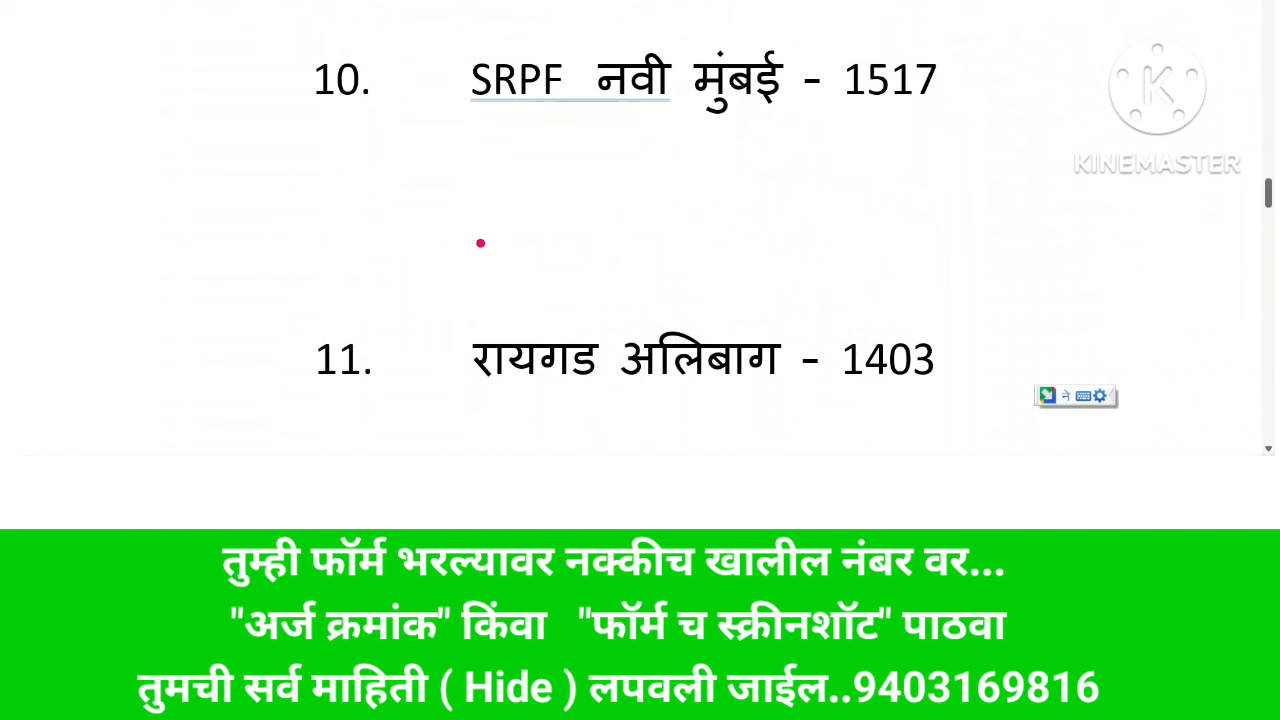 10. SRPF नवी मुंबई - 1517
KINEMASTER
11. रायगड अलिबाग - 1403
ने
तुम्ही फॉर्म भरल्यावर नक्कीच खालील नंबर वर...
"अर्ज क्रमांक" किंवा "फॉर्म च स्क्रीनशॉट" पाठवा
तुमची सर्व माहिती ( Hide ) लपवली जाईल..9403169816